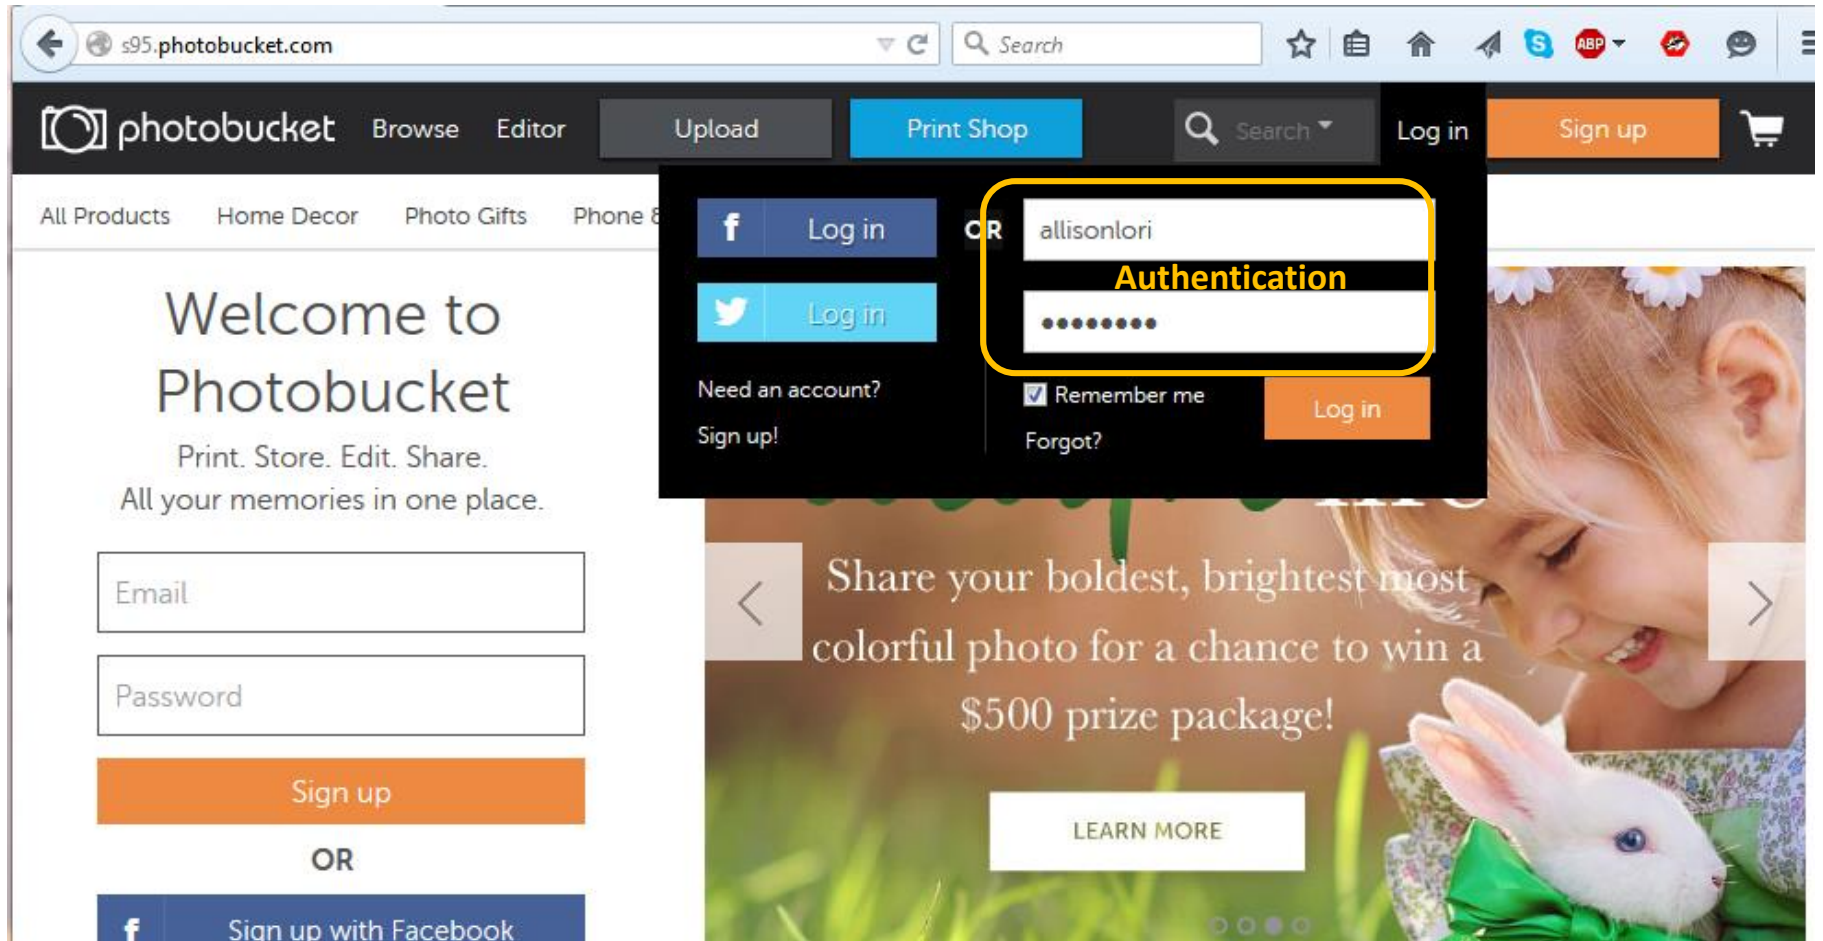 s95.photobucket.com
Search
ABP
photobucket
Browse
Editor
Upload
Print Shop
Search
Log in
Sign up
All Products
Home Decor
Photo Gifts
Phone &
f Log in
OR
allisonlori
Authentication
Log in
••••••••
Need an account?
Remember me
Log in
Sign up!
Forgot?
Welcome to
Photobucket
Print. Store. Edit. Share.
All your memories in one place.
Email
Password
Sign up
OR
f Sign up with Facebook
Share your boldest, brightest most
colorful photo for a chance to win a
$500 prize package!
LEARN MORE